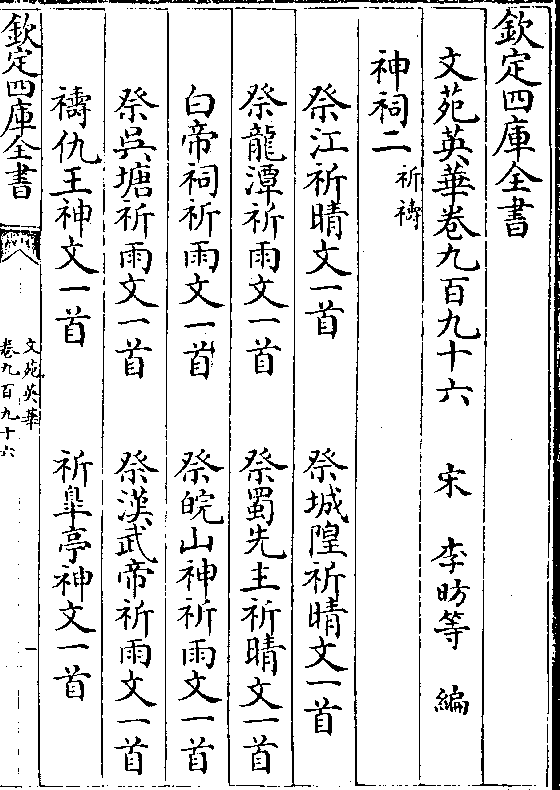 欽定四庫全書
文苑英華卷九百九十六 宋 李昉等 編
神祠二 祈禱
祭江祈晴文一首 祭城隍祈晴文一首
祭龍潭祈雨文一首 祭蜀先主祈晴文一首
白帝祠祈雨文一首 祭皖山神祈雨文一首
祭吳塘祈雨文一首 祭漢武帝祈雨文一首
禱仇王神文一首 祈臯亭神文一首
欽定四庫全書
文苑英華
卷九百九十六
一